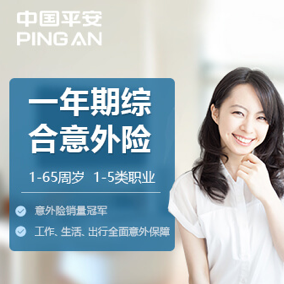 中国平安
PING AN
一年期综
合意外险
1-65周岁 1-5类职业
意外险销量冠军
工作、生活、出行全面意外保障